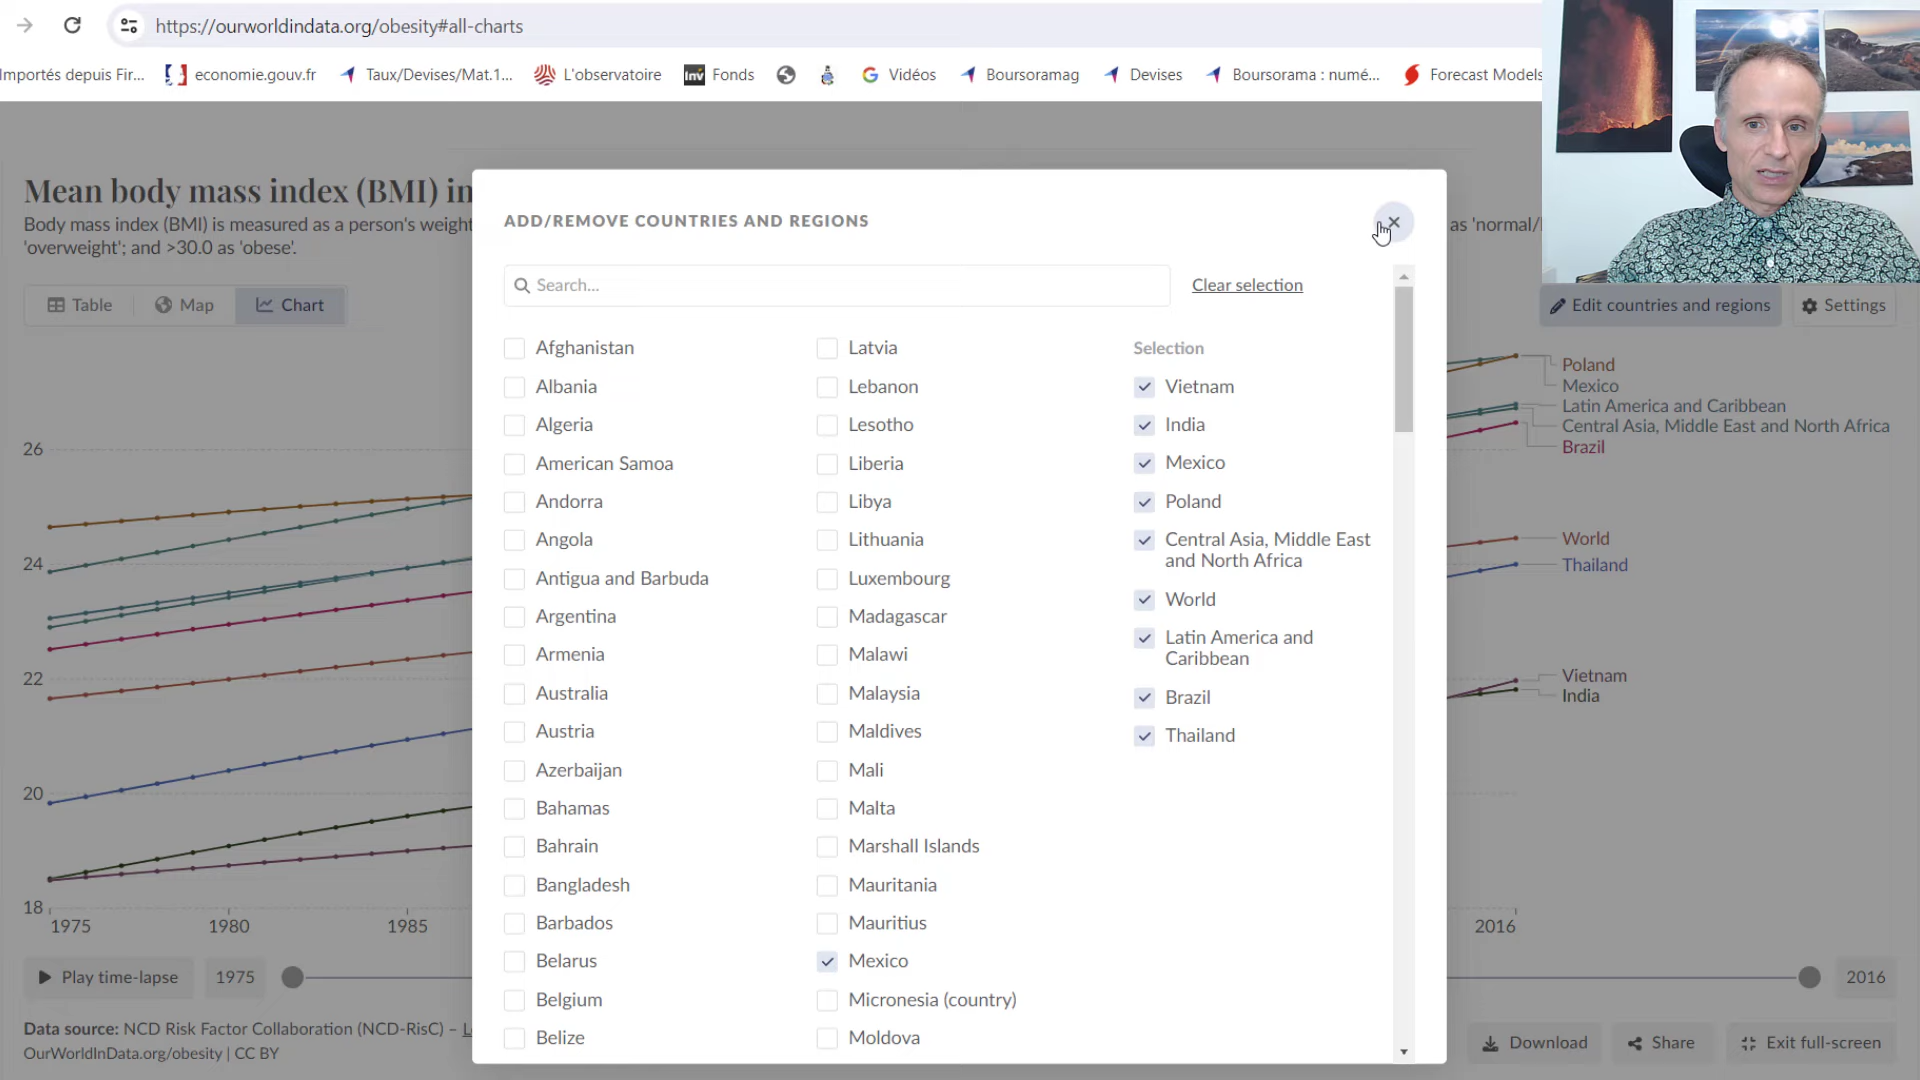 https://ourworldindata.org/obesity#all-charts
Importés depuis Fir...
economie.gouv.fr
Taux/Devises/Mat.1...
L'observatoire
Inv
Fonds
Vidéos
Boursoramag
Devises
Boursorama : numé...
Forecast Models
Mean body mass index (BMI) in
Body mass index (BMI) is measured as a person's weight
as 'normal/
'overweight'; and >30.0 as 'obese'.
Table
Map
Chart
Edit countries and regions
Settings
ADD/REMOVE COUNTRIES AND REGIONS
Search...
Clear selection
Afghanistan
Albania
Algeria
American Samoa
Andorra
Angola
Antigua and Barbuda
Argentina
Armenia
Australia
Austria
Azerbaijan
Bahamas
Bahrain
Bangladesh
Barbados
Belarus
Belgium
Belize
Latvia
Lebanon
Lesotho
Liberia
Libya
Lithuania
Luxembourg
Madagascar
Malawi
Malaysia
Maldives
Mali
Malta
Marshall Islands
Mauritania
Mauritius
Mexico
Micronesia (country)
Moldova
Selection
Vietnam
India
Mexico
Poland
Central Asia, Middle East
and North Africa
World
Latin America and
Caribbean
Brazil
Thailand
26
24
22
20
18
1975
1980
1985
2016
Poland
Mexico
Latin America and Caribbean
Central Asia, Middle East and North Africa
Brazil
World
Thailand
Vietnam
India
Play time-lapse
1975
2016
Data source: NCD Risk Factor Collaboration (NCD-RisC) –
OurWorldInData.org/obesity | CC BY
Download
Share
Exit full-screen